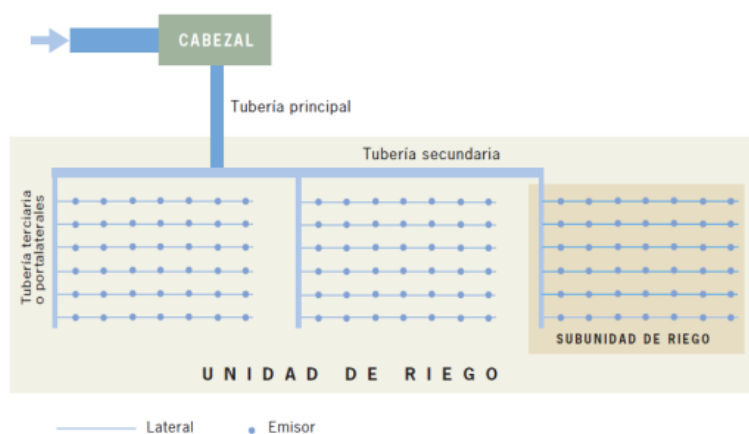 CABEZAL
Tubería principal
Tubería secundaria
Tubería terciaria
o portalaterales
SUBUNIDAD DE RIEGO
UNIDAD DE RIEGO
Lateral
Emisor